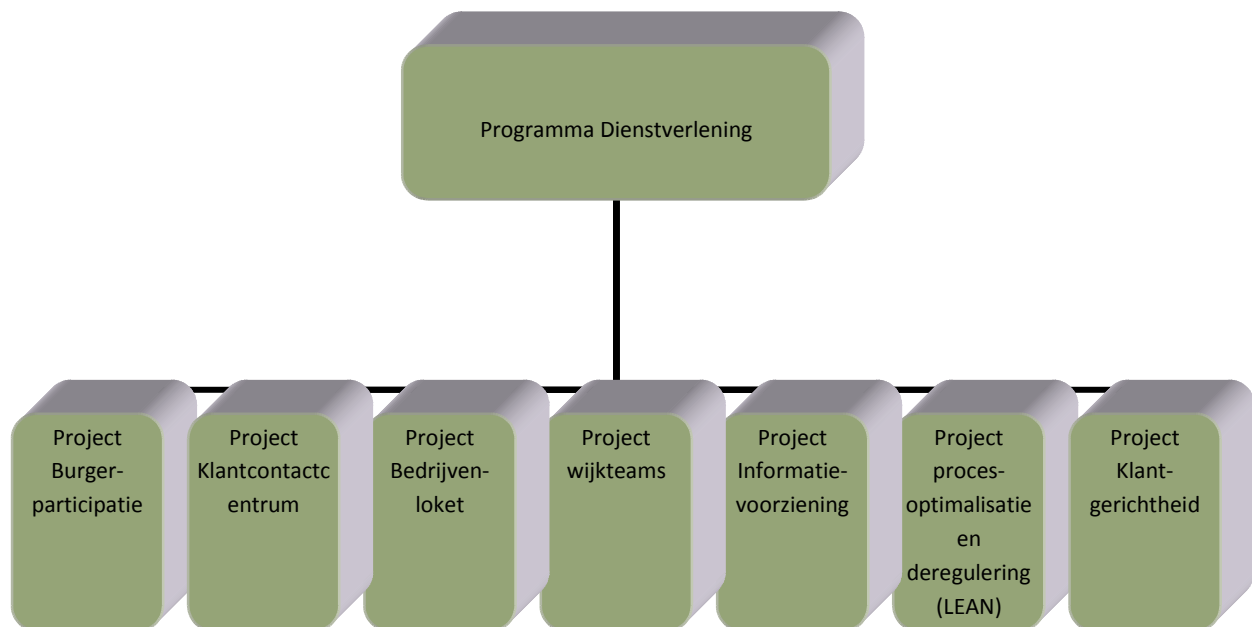 Programma Dienstverlening
Project
Burger-
participatie
Project
Klantcontactc
entrum
Project
Bedrijven-
loket
Project
wijkteams
Project
Informatie-
voorziening
Project
proces-
optimalisatie
en
deregulering
(LEAN)
Project
Klant-
gerichtheid